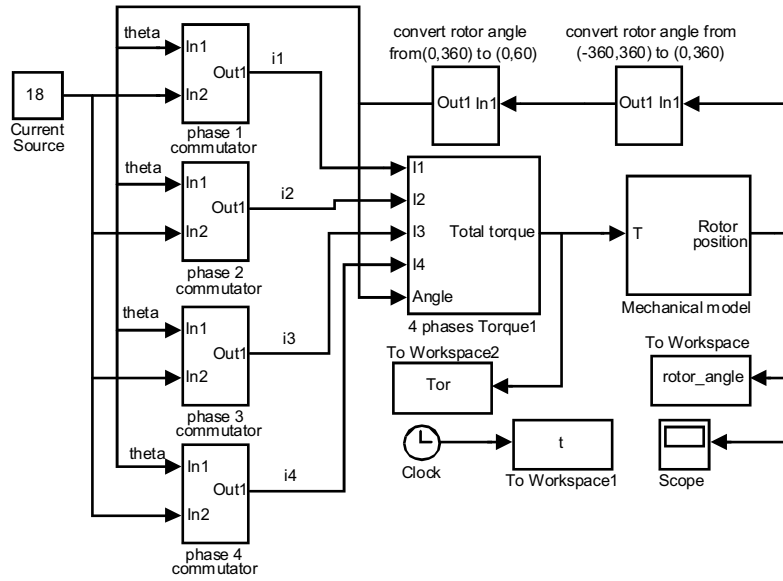 convert rotor angle
from(0,360) to (0,60)
convert rotor angle from
(-360,360) to (0,360)
theta
In1
In2
Out1
i1
phase 1
commutator
18
Current
Source
Out1 In1
Out1 In1
theta
In1
In2
Out1
i2
phase 2
commutator
I1
I2
I3
I4
Angle
Total torque
4 phases Torque1
T
Rotor
position
Mechanical model
theta
In1
In2
Out1
i3
phase 3
commutator
To Workspace2
Tor
To Workspace
rotor_angle
theta
In1
In2
Out1
i4
phase 4
commutator
Clock
t
To Workspace1
Scope